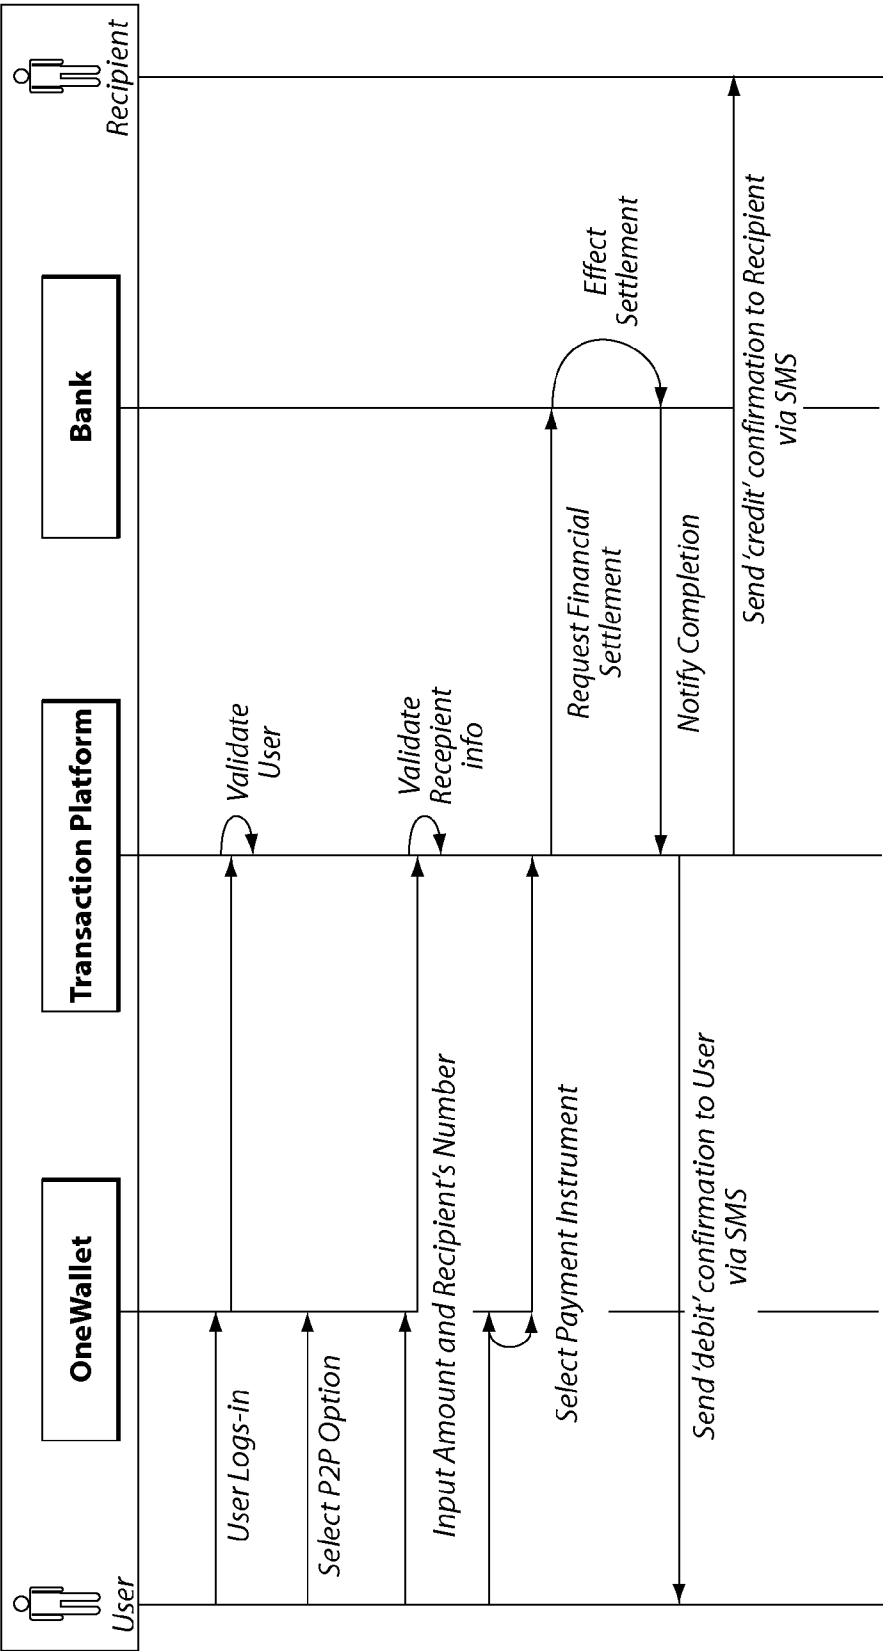 User
OneWallet
Transaction Platform
Bank
Recipient
User Logs-in
Validate
User
Select P2P Option
Input Amount and Recipient's Number
Validate
Recepient
info
Select Payment Instrument
Request Financial
Settlement
Effect
Settlement
Notify Completion
Send 'debit' confirmation to User
via SMS
Send 'credit' confirmation to Recipient
via SMS